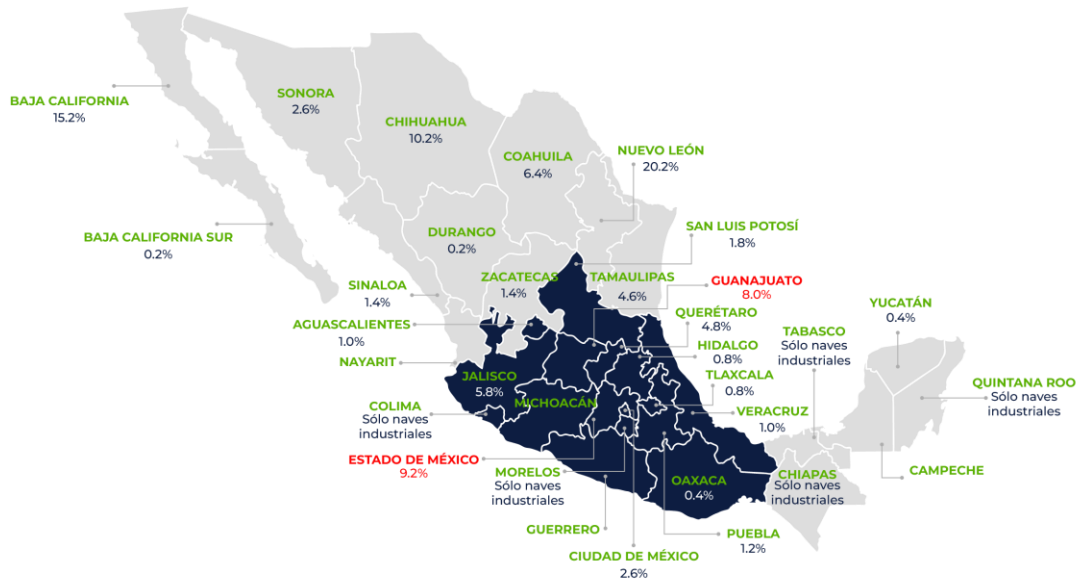 BAJA CALIFORNIA
15.2%
SONORA
2.6%
CHIHUAHUA
10.2%
COAHUILA
6.4%
NUEVO LEÓN
20.2%
BAJA CALIFORNIA SUR
0.2%
DURANGO
0.2%
SAN LUIS POTOSÍ
1.8%
SINALOA
1.4%
ZACATECAS
1.4%
TAMAULIPAS
4.6%
GUANAJUATO
8.0%
AGUASCALIENTES
1.0%
QUERÉTARO
4.8%
TABASCO
Sólo naves
industriales
YUCATÁN
0.4%
NAYARIT
HIDALGO
0.8%
JALISCO
5.8%
TLAXCALA
0.8%
QUINTANA ROO
Sólo naves
industriales
COLIMA
Sólo naves
industriales
MICHOACÁN
VERACRUZ
1.0%
ESTADO DE MÉXICO
9.2%
MORELOS
Sólo naves
industriales
OAXACA
0.4%
CHIAPAS
Sólo naves
industriales
CAMPECHE
GUERRERO
PUEBLA
1.2%
CIUDAD DE MÉXICO
2.6%